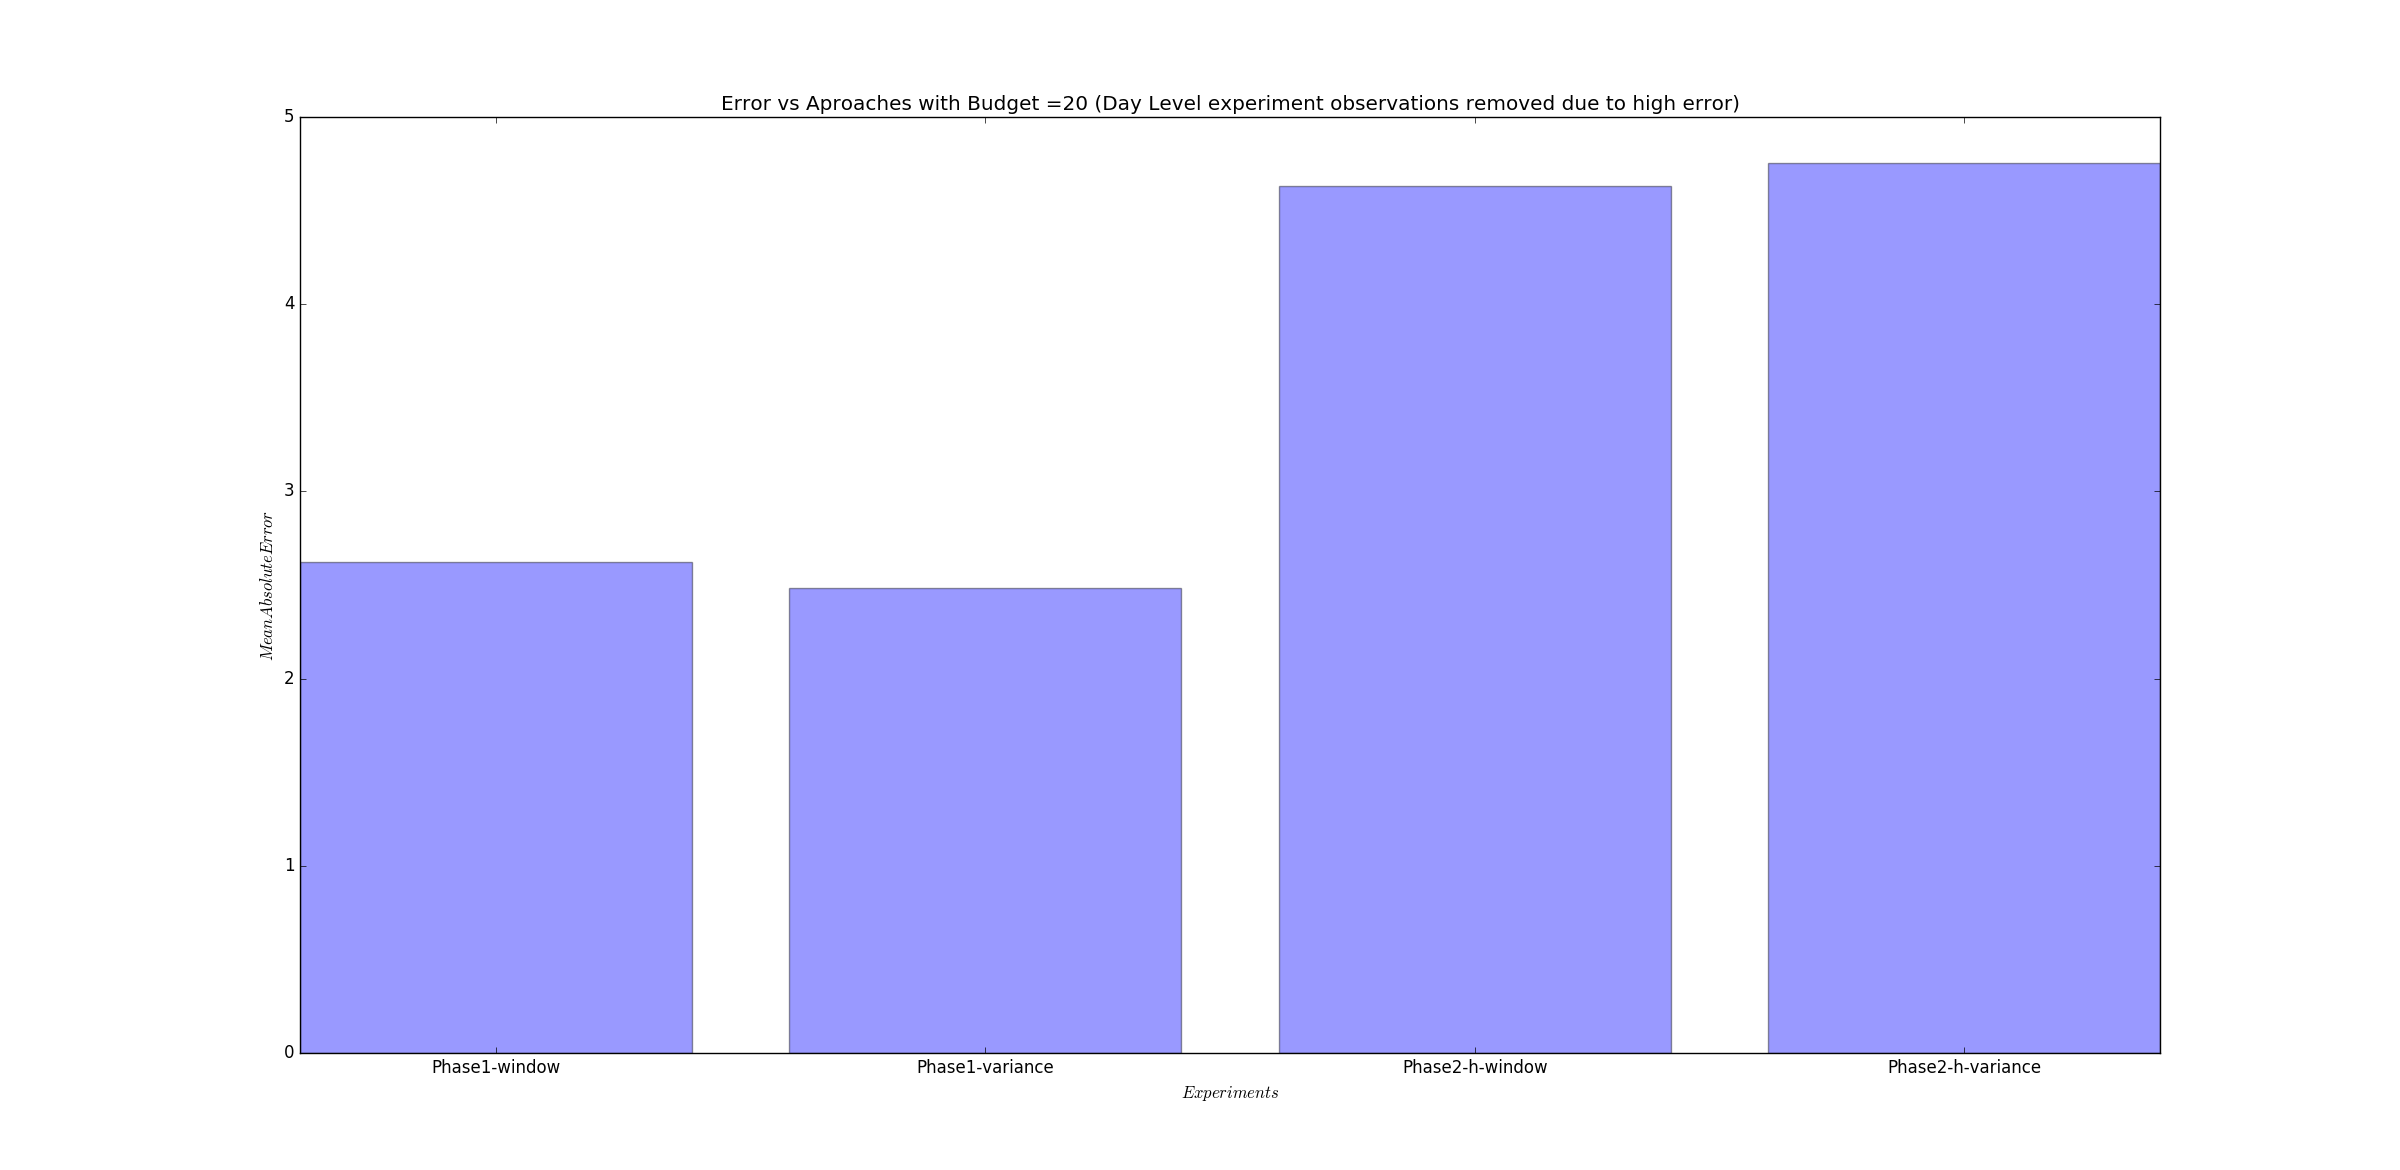 Error vs Aproaches with Budget =20 (Day Level experiment observations removed due to high error)
5
4
3
2
1
0
MeanAbsoluteError
Phase1-window Phase1-variance Phase2-h-window Phase2-h-variance
Experiments